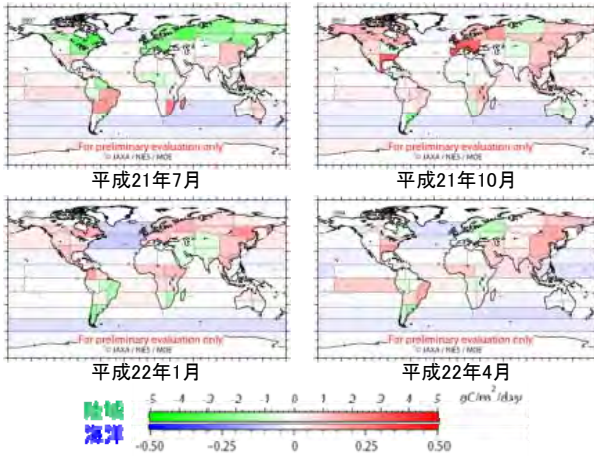 For preliminary evaluation only
© JAXA / NIES / MOE
平成21年7月
For preliminary evaluation only
© JAXA / NIES / MOE
平成21年10月
For preliminary evaluation only
© JAXA / NIES / MOE
平成22年1月
For preliminary evaluation only
© JAXA / NIES / MOE
平成22年4月
陸域
海洋
-5 -4 -3 -2 -1 0 1 2 3 4 5 gC/m²/day
-0.50 -0.25 0.00 0.25 0.50